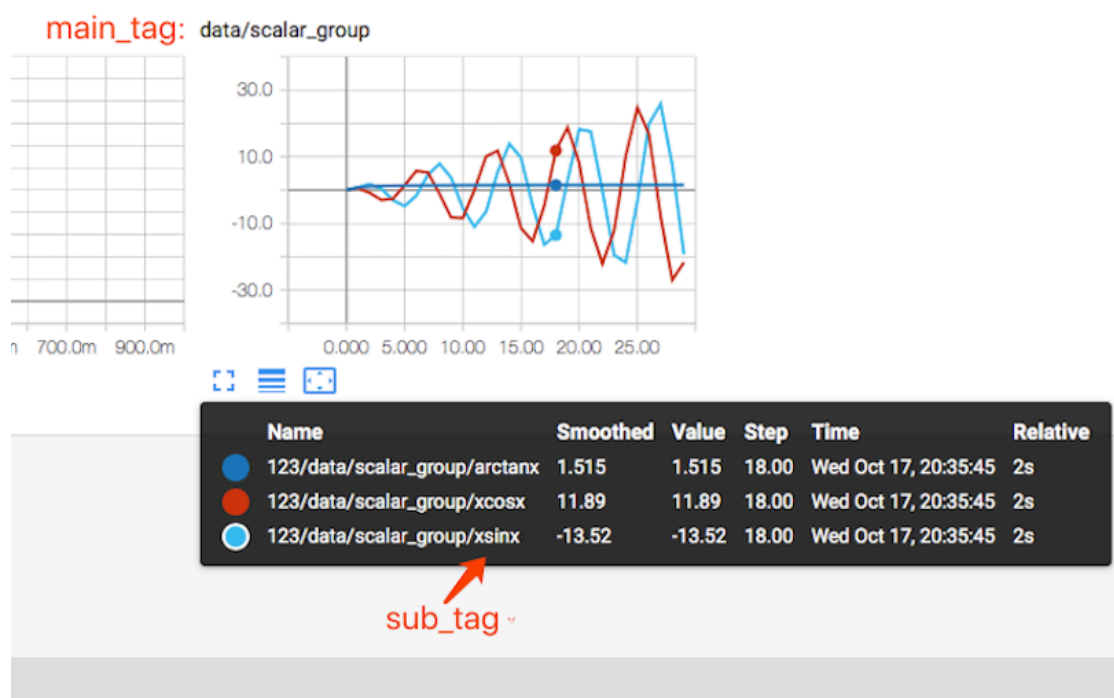 main_tag: data/scalar_group
30.0
10.0
-10.0
-30.0
700.0m 900.0m 0.000 5.000 10.00 15.00 20.00 25.00
Name Smoothed Value Step Time Relative
123/data/scalar_group/arctanx 1.515 1.515 18.00 Wed Oct 17, 20:35:45 2s
123/data/scalar_group/xcosx 11.89 11.89 18.00 Wed Oct 17, 20:35:45 2s
123/data/scalar_group/xsinx -13.52 -13.52 18.00 Wed Oct 17, 20:35:45 2s
sub_tag